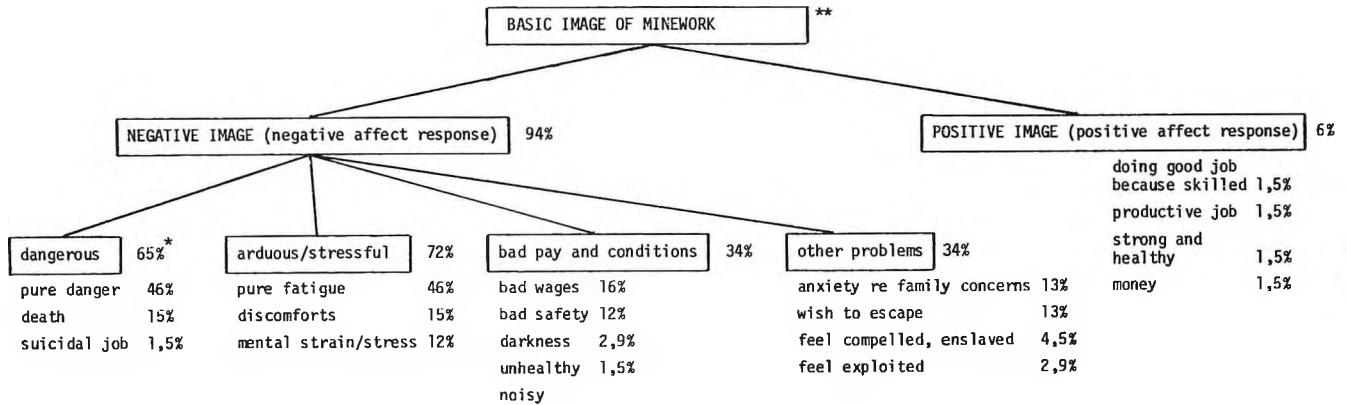 BASIC IMAGE OF MINEWORK **
NEGATIVE IMAGE (negative affect response) 94%
POSITIVE IMAGE (positive affect response) 6%
doing good job
because skilled 1,5%
productive job 1,5%
strong and
healthy 1,5%
money 1,5%
dangerous 65%*
pure danger 46%
death 15%
suicidal job 1,5%
arduous/stressful 72%
pure fatigue 46%
discomforts 15%
mental strain/stress 12%
bad pay and conditions 34%
bad wages 16%
bad safety 12%
darkness 2,9%
unhealthy 1,5%
noisy
other problems 34%
anxiety re family concerns 13%
wish to escape 13%
feel compelled, enslaved 4,5%
feel exploited 2,9%